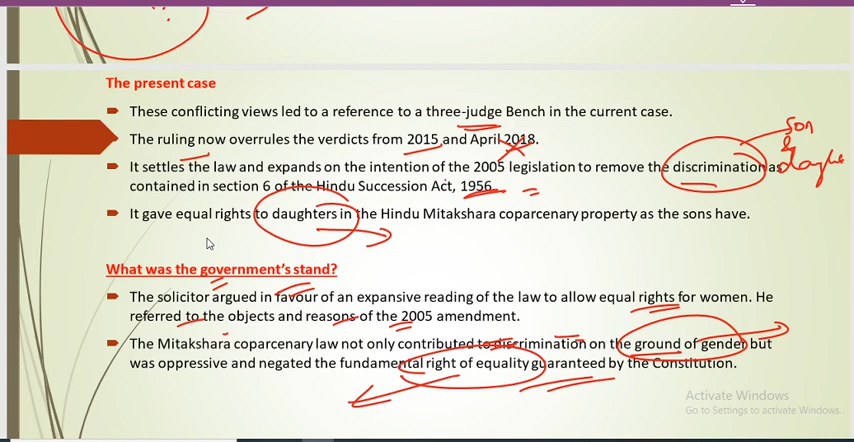 The present case
These conflicting views led to a reference to a three-judge Bench in the current case.
The ruling now overrules the verdicts from 2015 and April 2018.
It settles the law and expands on the intention of the 2005 legislation to remove the discrimination as
contained in section 6 of the Hindu Succession Act, 1956.
It gave equal rights to daughters in the Hindu Mitakshara coparcenary property as the sons have.
son
&
What was the government's stand?
The solicitor argued in favour of an expansive reading of the law to allow equal rights for women. He
referred to the objects and reasons of the 2005 amendment.
The Mitakshara coparcenary law not only contributed to discrimination on the ground of gender but
was oppressive and negated the fundamental right of equality guaranteed by the Constitution.
Activate Windows
Go to Settings to activate Windows.